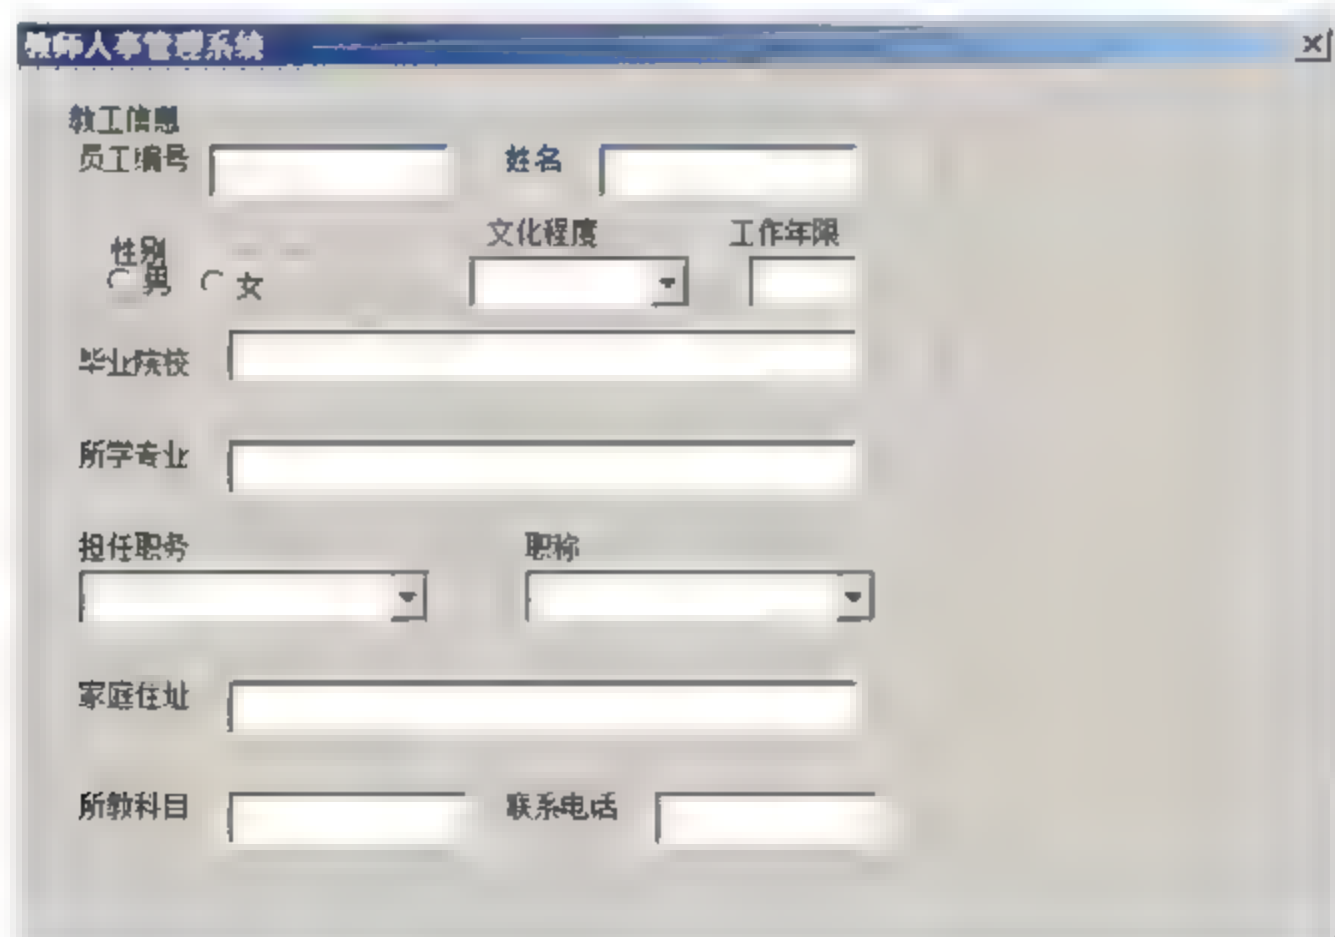 教师人事管理系统
教工信息
员工编号 姓名
性别 文化程度 工作年限
男 女
毕业院校
所学专业
担任职务 职称
家庭住址
所教科目 联系电话